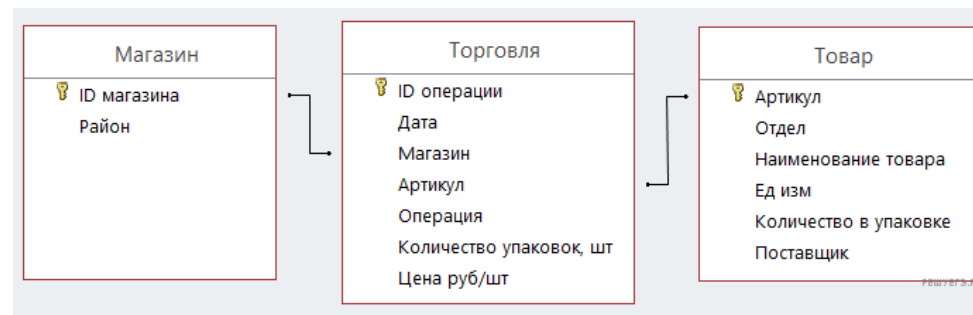 Магазин
ID магазина
Район
Торговля
ID операции
Дата
Магазин
Артикул
Операция
Количество упаковок, шт
Цена руб/шт
Товар
Артикул
Отдел
Наименование товара
Ед изм
Количество в упаковке
Поставщик